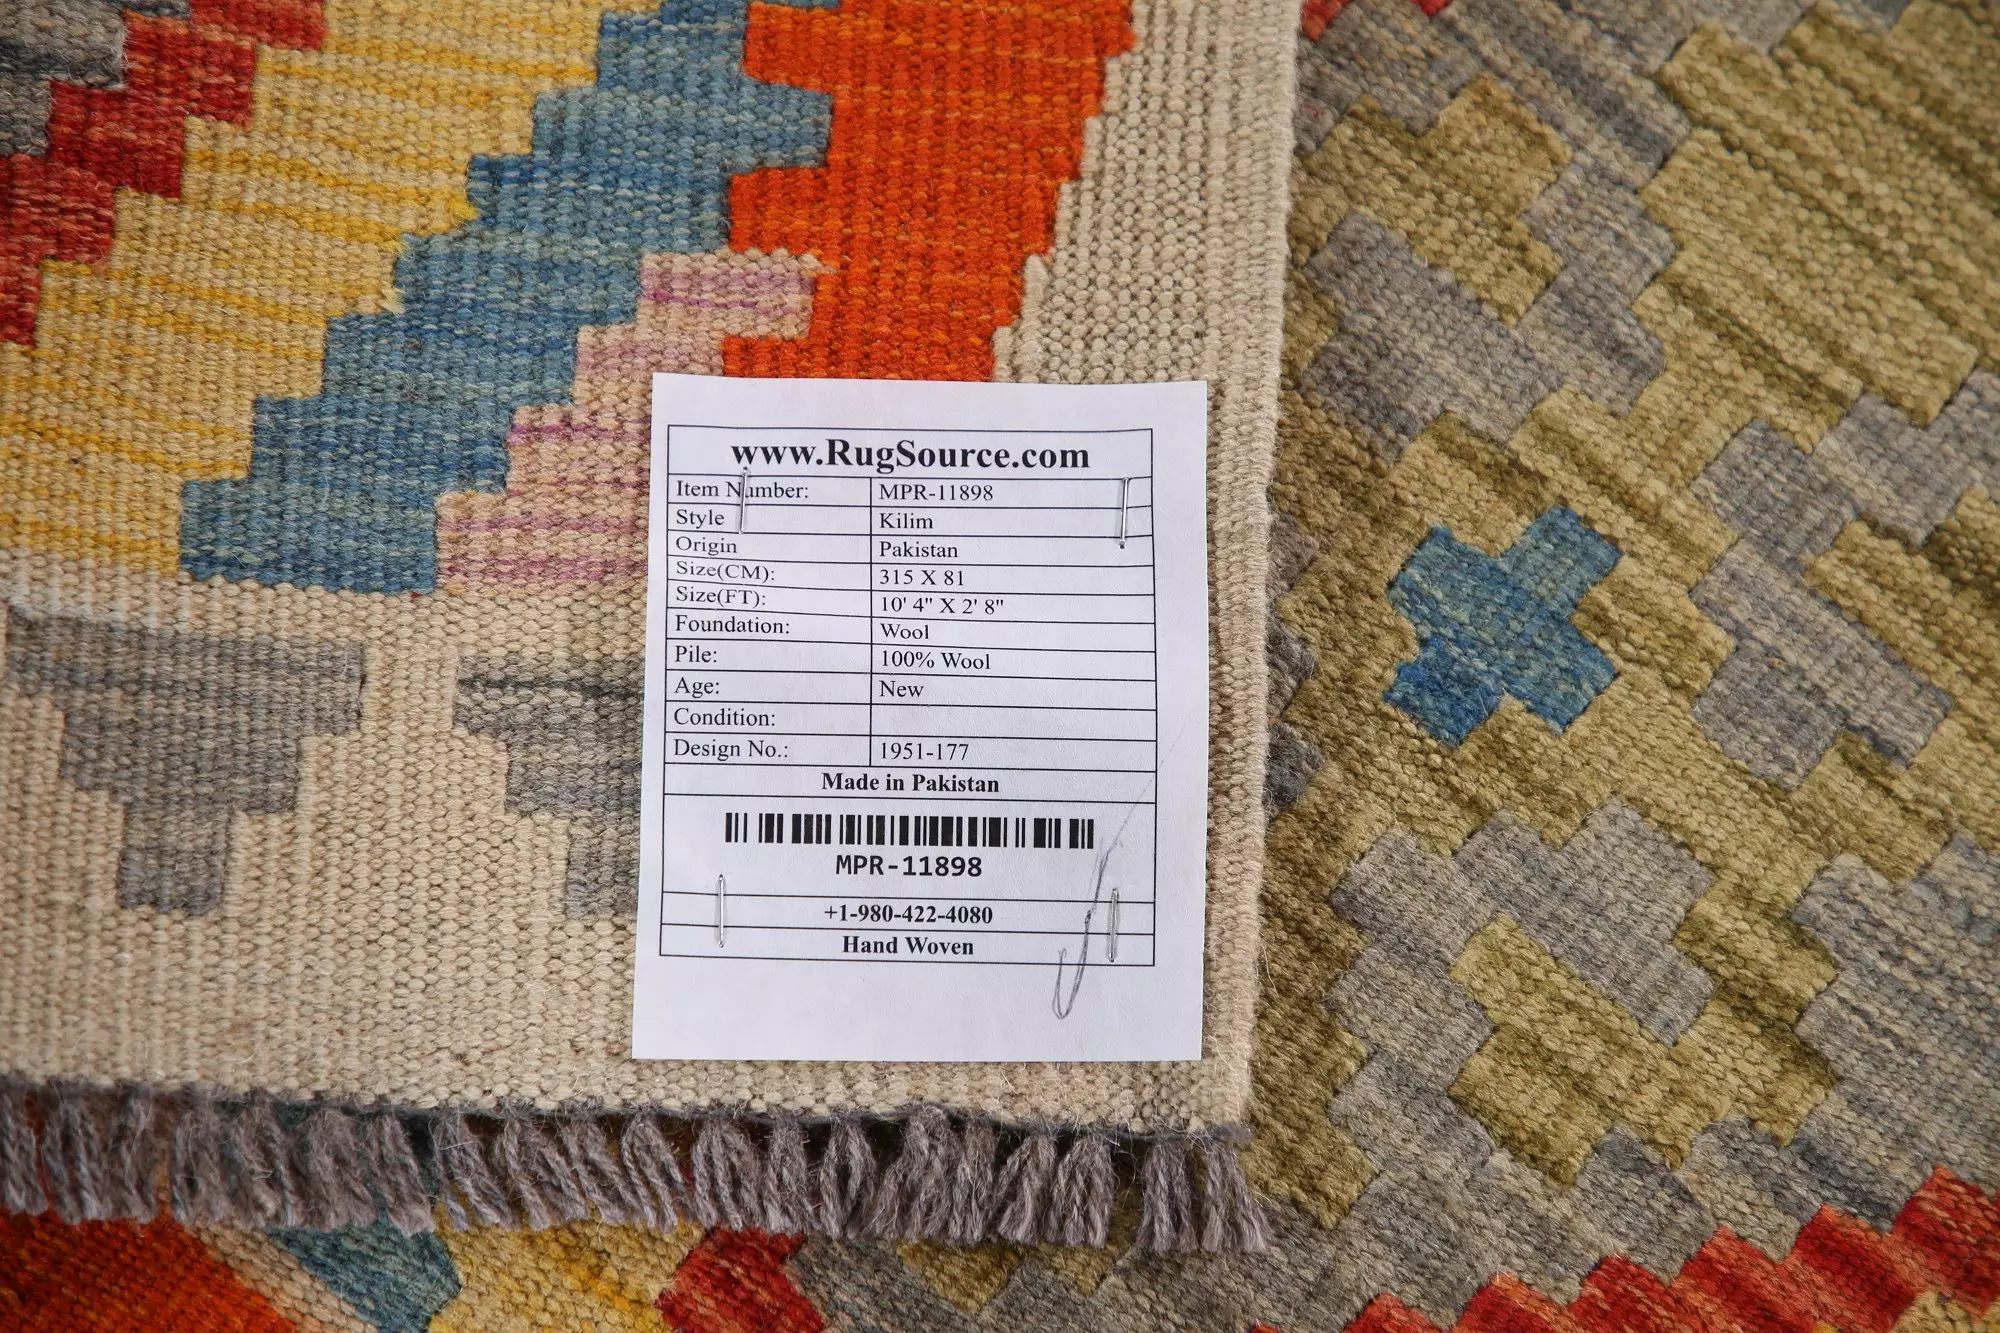 www.RugSource.com
Item Number: MPR-11898
Style Kilim
Origin Pakistan
Size(CM): 315 X 81
Size(FT): 10' 4" X 2' 8"
Foundation: Wool
Pile: 100% Wool
Age: New
Condition:
Design No.: 1951-177
Made in Pakistan
MPR-11898
+1-980-422-4080
Hand Woven